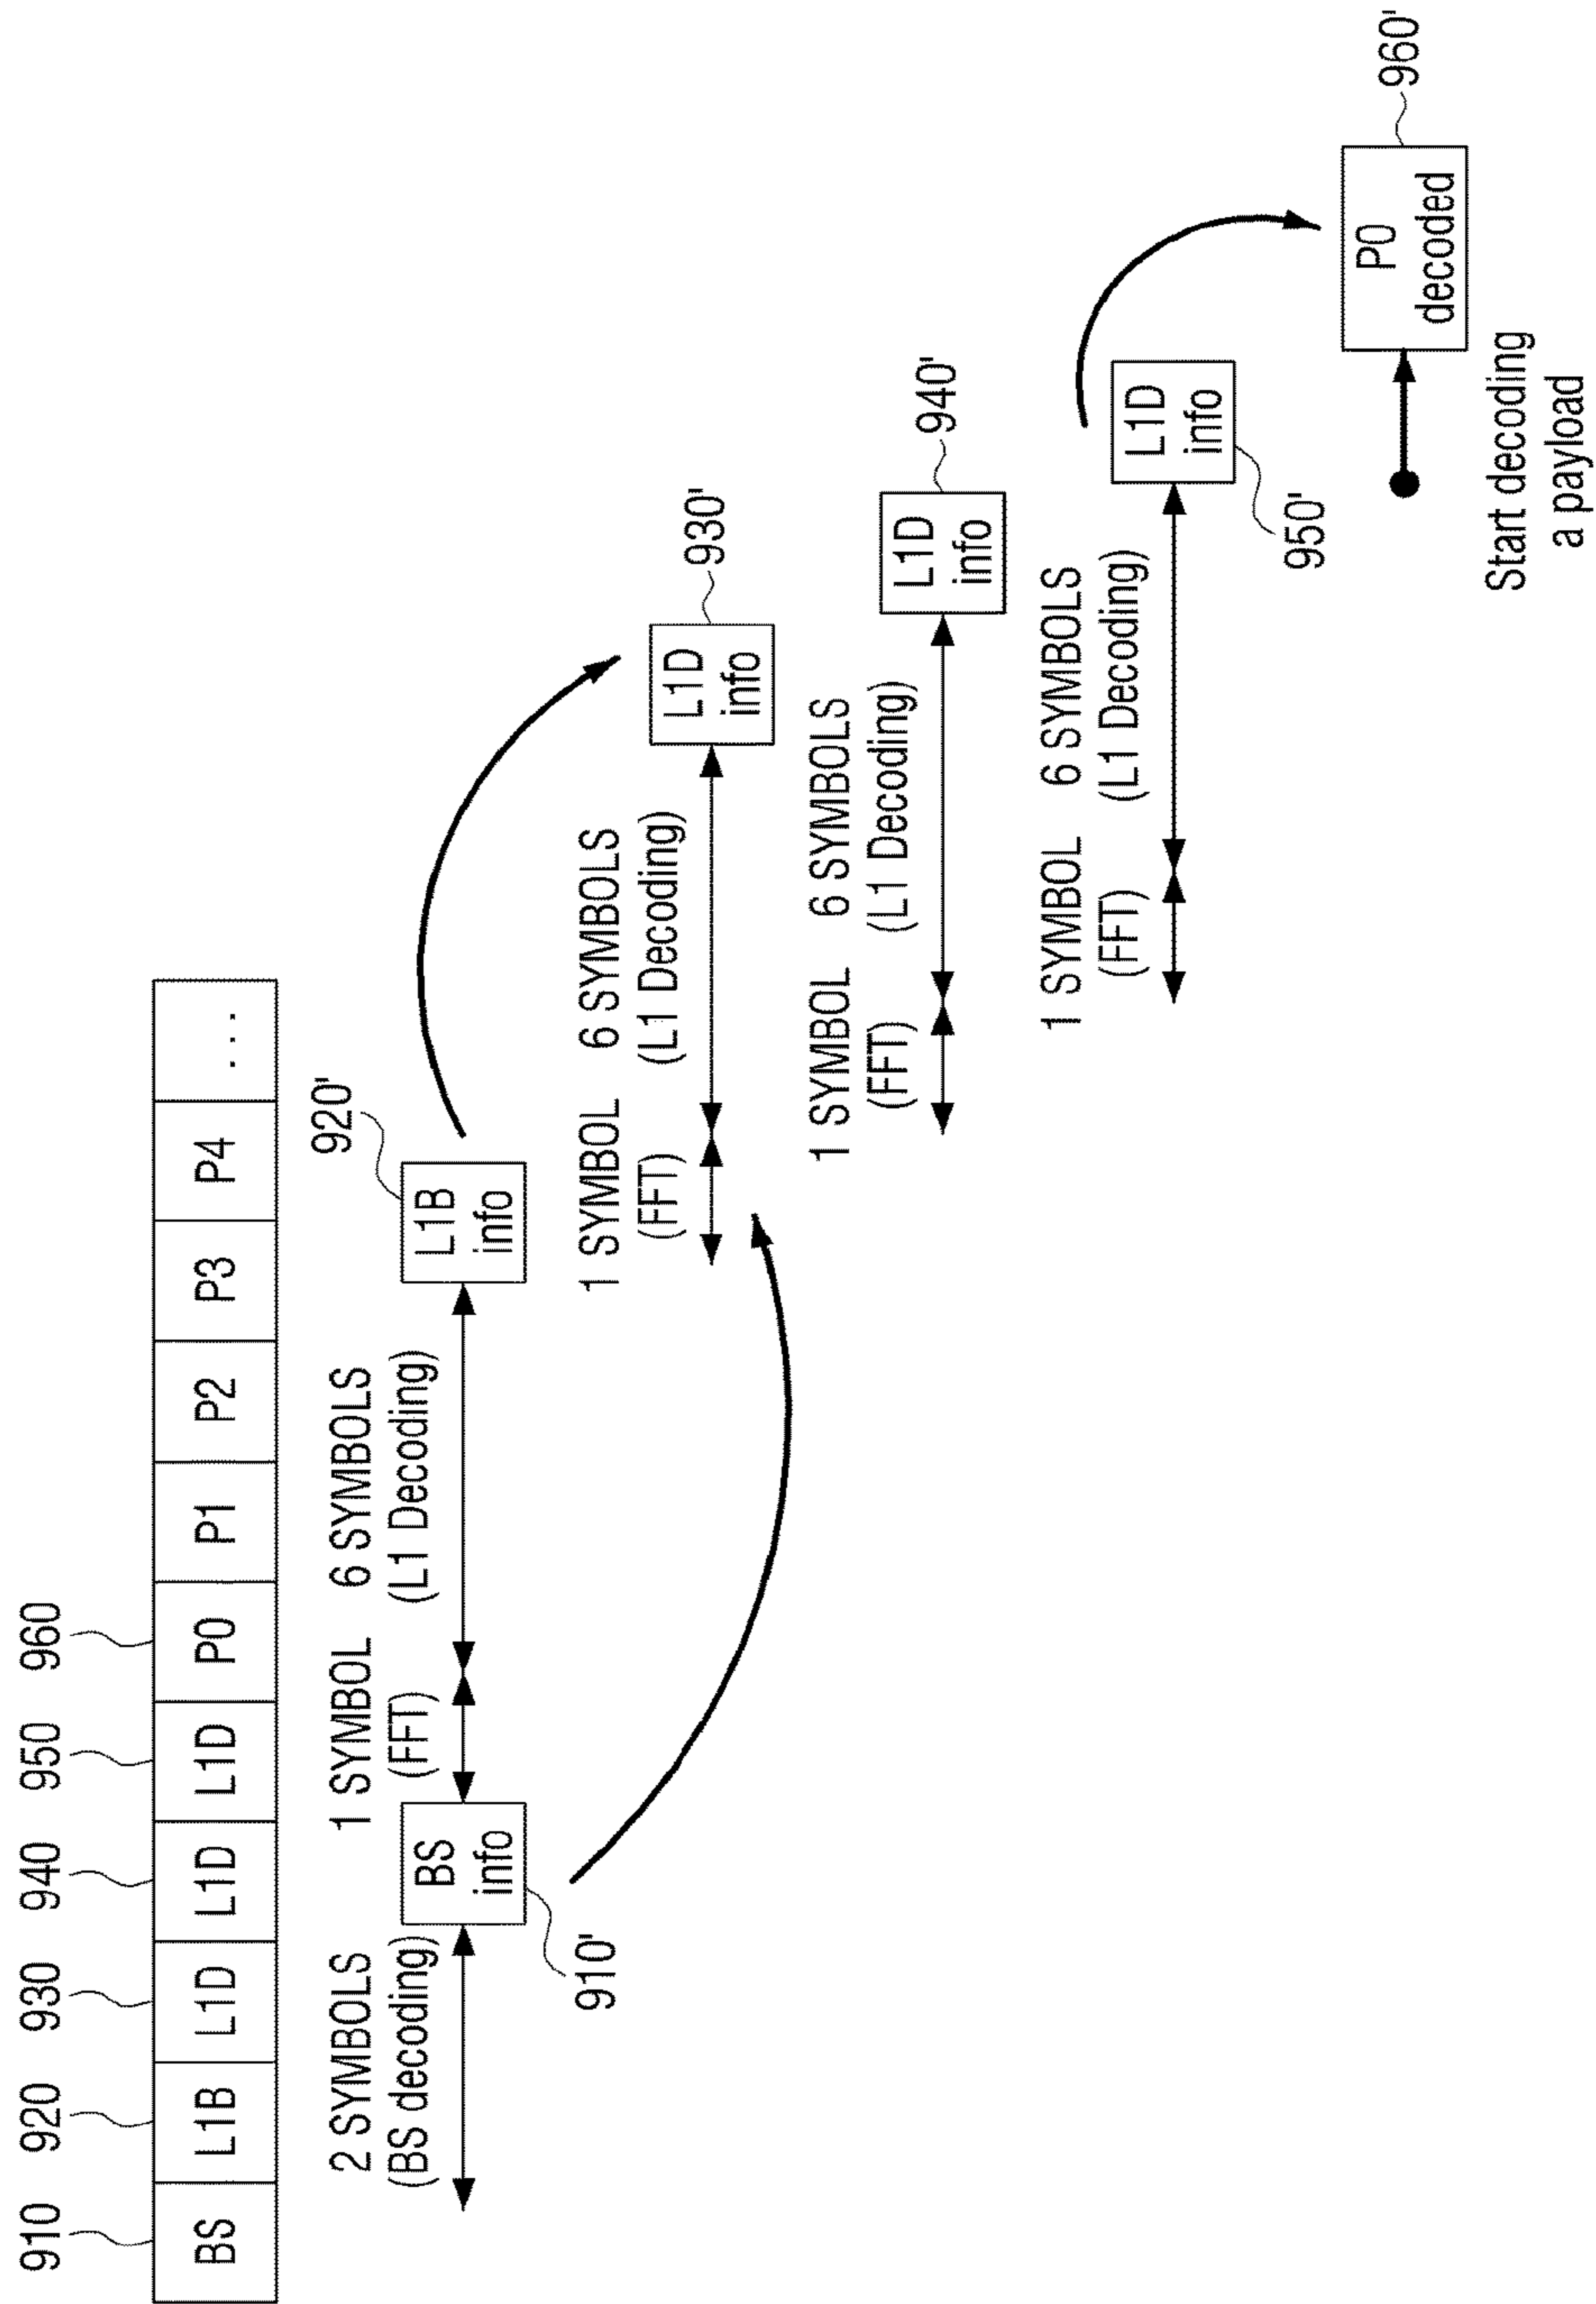 910
920
930
940
950
960
BS
L1B
L1D
L1D
L1D
P0
P1
P2
P3
P4
...
2 SYMBOLS
(BS decoding)
BS
info
910'
1 SYMBOL
(FFT)
6 SYMBOLS
(L1 Decoding)
L1B
info
920'
1 SYMBOL
(FFT)
6 SYMBOLS
(L1 Decoding)
L1D
info
930'
1 SYMBOL
(FFT)
6 SYMBOLS
(L1 Decoding)
L1D
info
940'
1 SYMBOL
(FFT)
6 SYMBOLS
(L1 Decoding)
L1D
info
950'
P0
decoded
960'
Start decoding
a payload